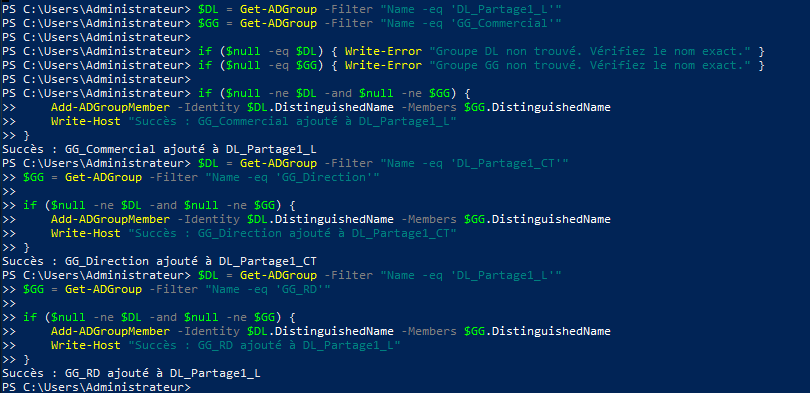 PS C:\Users\Administrateur> $DL = Get-ADGroup -Filter "Name -eq 'DL_Partage1_L'"
PS C:\Users\Administrateur> $GG = Get-ADGroup -Filter "Name -eq 'GG_Commercial'"
PS C:\Users\Administrateur>
PS C:\Users\Administrateur> if ($null -eq $DL) { Write-Error "Groupe DL non trouvé. Vérifiez le nom exact." }
PS C:\Users\Administrateur> if ($null -eq $GG) { Write-Error "Groupe GG non trouvé. Vérifiez le nom exact." }
PS C:\Users\Administrateur>
PS C:\Users\Administrateur> if ($null -ne $DL -and $null -ne $GG) {
>>     Add-ADGroupMember -Identity $DL.DistinguishedName -Members $GG.DistinguishedName
>>     Write-Host "Succès : GG_Commercial ajouté à DL_Partage1_L"
>> }
Succès : GG_Commercial ajouté à DL_Partage1_L
PS C:\Users\Administrateur> $DL = Get-ADGroup -Filter "Name -eq 'DL_Partage1_CT'"
>> $GG = Get-ADGroup -Filter "Name -eq 'GG_Direction'"
>>
>> if ($null -ne $DL -and $null -ne $GG) {
>>     Add-ADGroupMember -Identity $DL.DistinguishedName -Members $GG.DistinguishedName
>>     Write-Host "Succès : GG_Direction ajouté à DL_Partage1_CT"
>> }
Succès : GG_Direction ajouté à DL_Partage1_CT
PS C:\Users\Administrateur> $DL = Get-ADGroup -Filter "Name -eq 'DL_Partage1_L'"
>> $GG = Get-ADGroup -Filter "Name -eq 'GG_RD'"
>>
>> if ($null -ne $DL -and $null -ne $GG) {
>>     Add-ADGroupMember -Identity $DL.DistinguishedName -Members $GG.DistinguishedName
>>     Write-Host "Succès : GG_RD ajouté à DL_Partage1_L"
>> }
Succès : GG_RD ajouté à DL_Partage1_L
PS C:\Users\Administrateur>